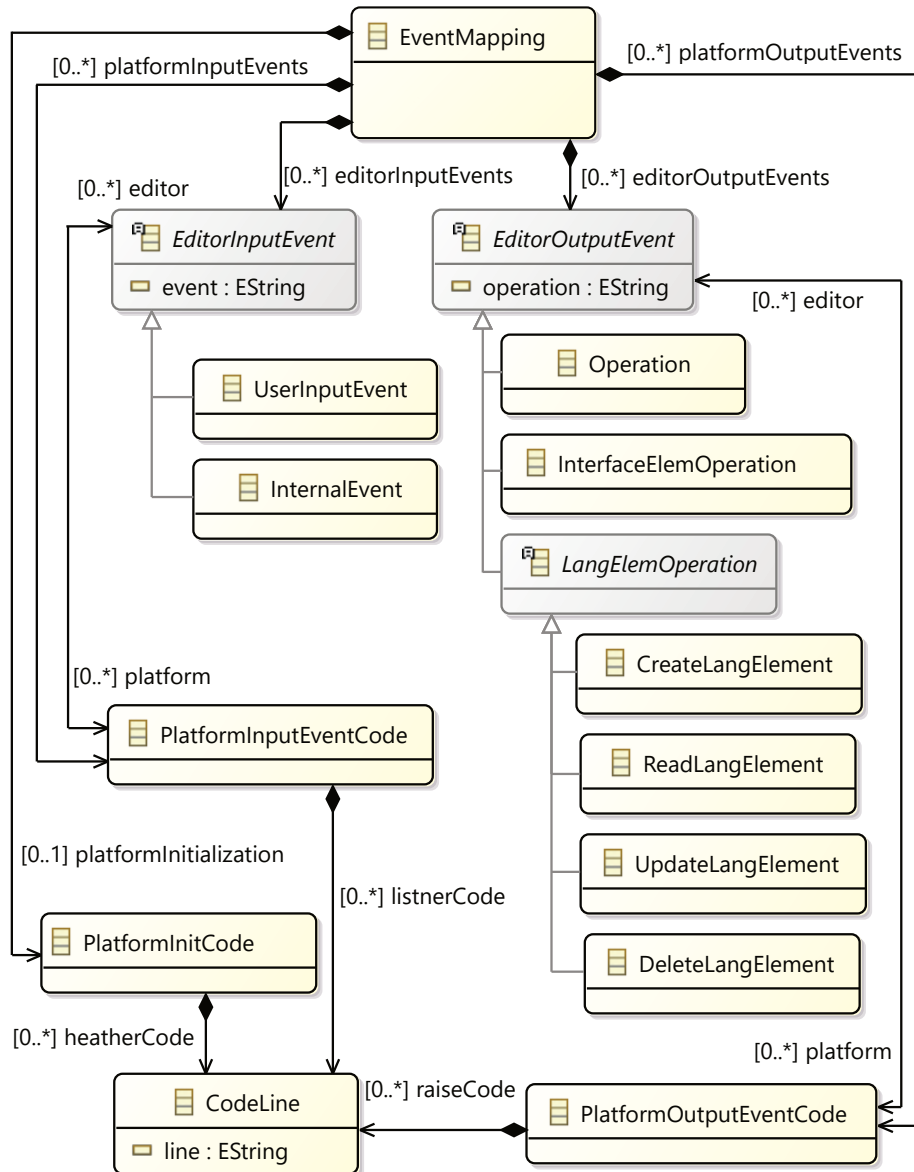 EventMapping
[0..*] platformInputEvents
[0..*] platformOutputEvents
[0..*] editorInputEvents
[0..*] editorOutputEvents
[0..*] editor
EditorInputEvent
event : EString
EditorOutputEvent
operation : EString
[0..*] editor
UserInputEvent
Operation
InternalEvent
InterfaceElemOperation
LangElemOperation
CreateLangElement
[0..*] platform
PlatformInputEventCode
ReadLangElement
[0..1] platformInitialization
UpdateLangElement
[0..*] listnerCode
PlatformInitCode
DeleteLangElement
[0..*] heatherCode
[0..*] platform
CodeLine
line : EString
[0..*] raiseCode
PlatformOutputEventCode